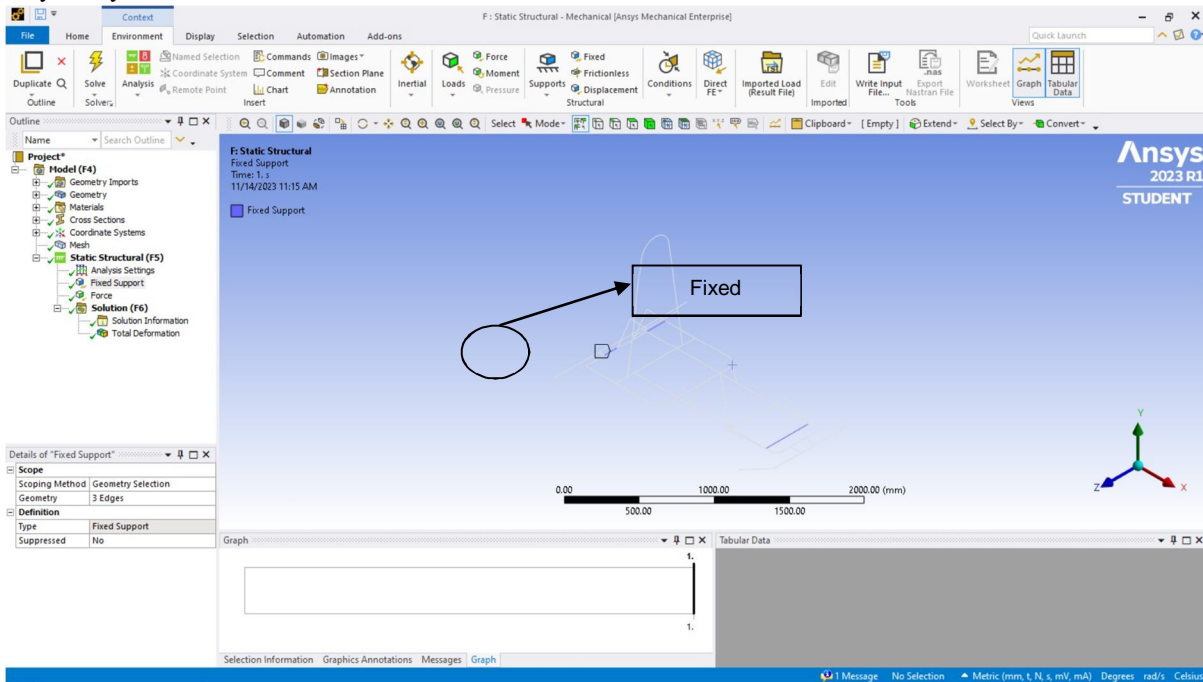 Context
F : Static Structural - Mechanical [Ansys Mechanical Enterprise]
File Home Environment Display Selection Automation Add-ons Quick Launch
Duplicate Q
Outline
Solve
Solvers
Analysis
Named Selection
Coordinate System
Remote Point
Commands
Comment
Chart
Images
Section Plane
Annotation
Insert
Inertial
Loads
Force
Moment
Pressure
Supports
Fixed
Frictionless
Displacement
Conditions
Direct FE
Structural
Imported Load (Result File)
Edit
Imported
Write Input File...
.nas
Export Nastran File
Tools
Worksheet
Graph
Tabular Data
Views
Outline
Name Search Outline
Select Mode Clipboard [ Empty ] Extend Select By Convert
Project*
Model (F4)
Geometry Imports
Geometry
Materials
Cross Sections
Coordinate Systems
Mesh
Static Structural (F5)
Analysis Settings
Fixed Support
Force
Solution (F6)
Solution Information
Total Deformation
F: Static Structural
Fixed Support
Time: 1. s
11/14/2023 11:15 AM
Fixed Support
Ansys
2023 R1
STUDENT
Fixed
Y
Z
X
0.00 1000.00 2000.00 (mm)
500.00 1500.00
Details of "Fixed Support"
Scope
Scoping Method Geometry Selection
Geometry 3 Edges
Definition
Type Fixed Support
Suppressed No
Graph
1.
1.
Tabular Data
Selection Information Graphics Annotations Messages Graph
1 Message No Selection Metric (mm, t, N, s, mV, mA) Degrees rad/s Celsius